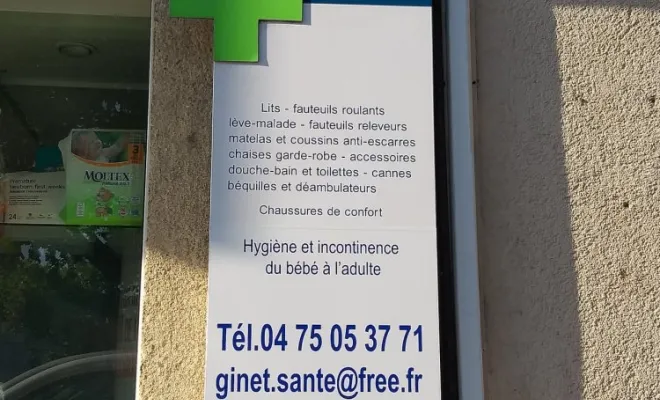 Lits - fauteuils roulants
lève-malade - fauteuils releveurs
matelas et coussins anti-escarres
chaises garde-robe - accessoires
douche-bain et toilettes - cannes
béquilles et déambulateurs
Chaussures de confort
Hygiène et incontinence
du bébé à l'adulte
Tél.04 75 05 37 71
ginet.sante@free.fr
MOLTEX
3
24